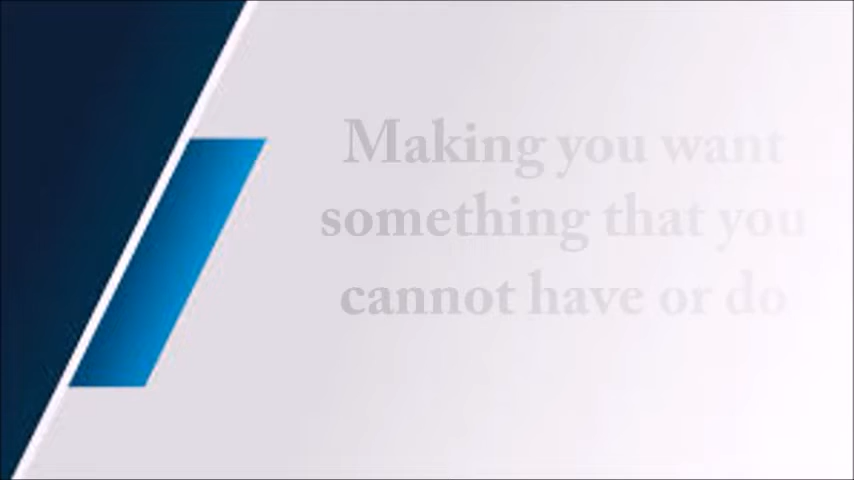 Making you want
something that you
cannot have or do